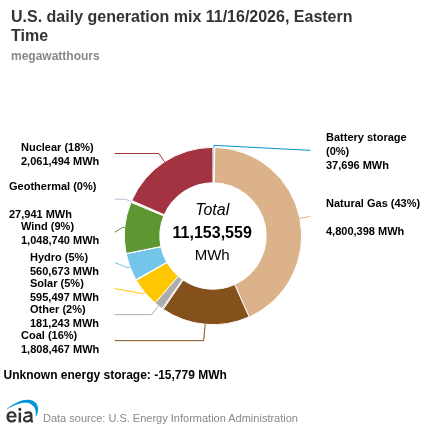 U.S. daily generation mix 11/16/2026, Eastern
Time
megawatthours
Battery storage
(0%)
37,696 MWh
Nuclear (18%)
2,061,494 MWh
Geothermal (0%)
27,941 MWh
Wind (9%)
1,048,740 MWh
Hydro (5%)
560,673 MWh
Solar (5%)
595,497 MWh
Other (2%)
181,243 MWh
Coal (16%)
1,808,467 MWh
Natural Gas (43%)
4,800,398 MWh
Total
11,153,559
MWh
Unknown energy storage: -15,779 MWh
eia
Data source: U.S. Energy Information Administration